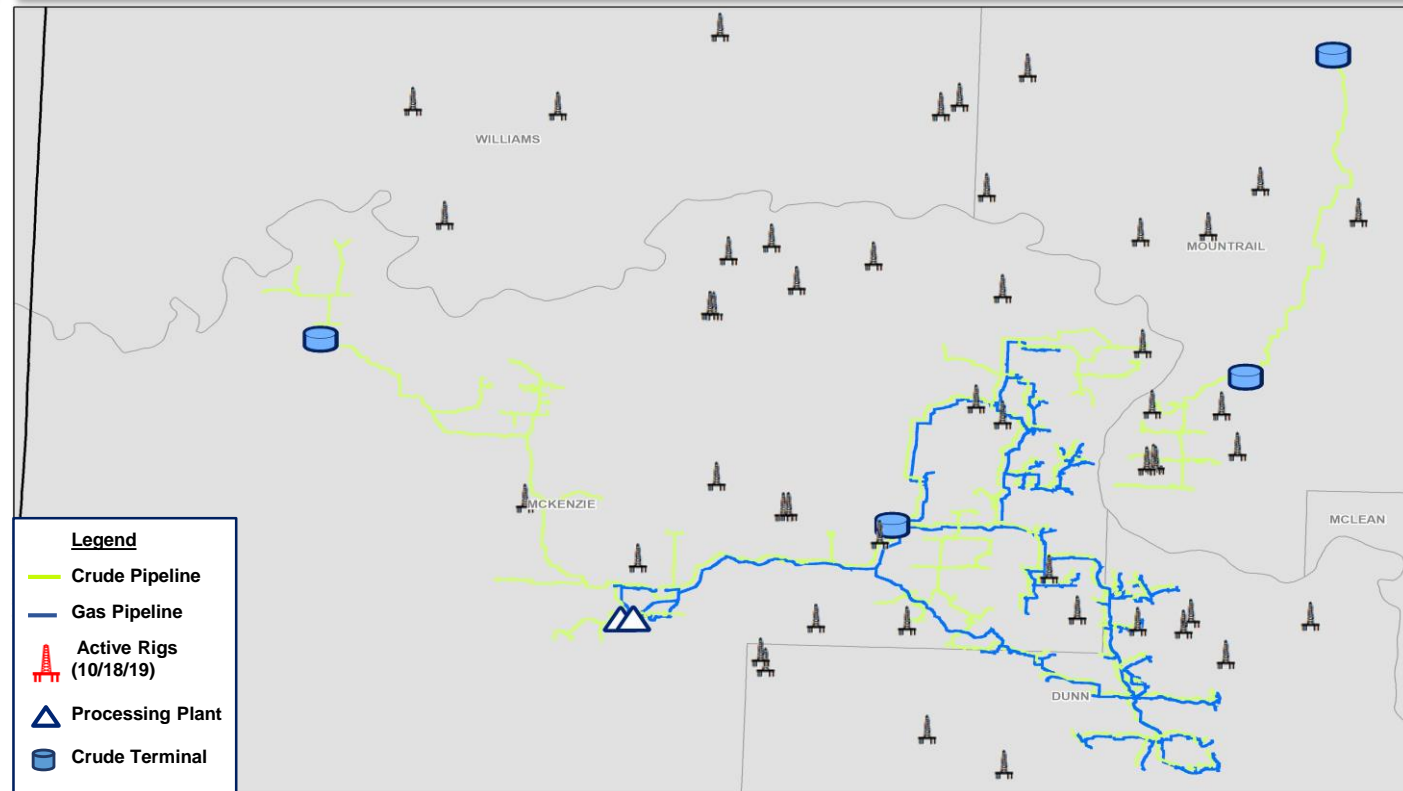 WILLIAMS
MOUNTRAIL
MCKENZIE
MCLEAN
DUNN
Legend
Crude Pipeline
Gas Pipeline
Active Rigs
(10/18/19)
Processing Plant
Crude Terminal